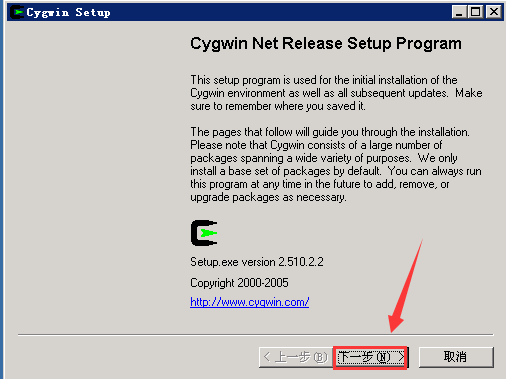 Cygwin Setup
Cygwin Net Release Setup Program
This setup program is used for the initial installation of the
Cygwin environment as well as all subsequent updates. Make
sure to remember where you saved it.
The pages that follow will guide you through the installation.
Please note that Cygwin consists of a large number of
packages spanning a wide variety of purposes. We only
install a base set of packages by default. You can always run
this program at any time in the future to add, remove, or
upgrade packages as necessary.
Setup.exe version 2.510.2.2
Copyright 2000-2005
http://www.cygwin.com/
< 上一步(B) 下一步(N) > 取消